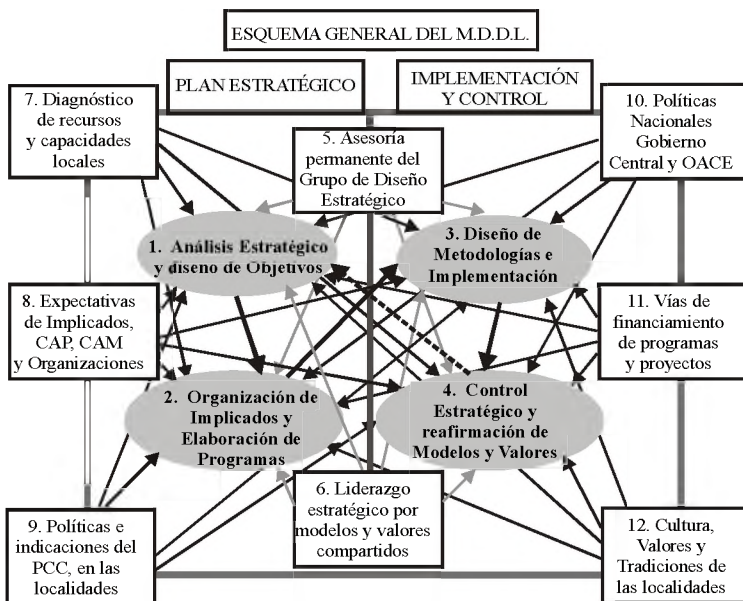 ESQUEMA GENERAL DEL M.D.D.L.
PLAN ESTRATÉGICO
IMPLEMENTACIÓN
Y CONTROL
7. Diagnóstico
de recursos
y capacidades
locales
5. Asesoría
permanente del
Grupo de Diseño
Estratégico
10. Políticas
Nacionales
Gobierno
Central y OACE
1. Análisis Estratégico
y diseño de Objetivos
3. Diseño de
Metodologías e
Implementación
8. Expectativas
de Implicados,
CAP, CAM
y Organizaciones
11. Vías de
financiamiento
de programas
y proyectos
2. Organización de
Implicados y
Elaboración de
Programas
4. Control
Estratégico y
reafirmación de
Modelos y Valores
9. Políticas e
indicaciones del
PCC, en las
localidades
6. Liderazgo
estratégico por
modelos y valores
compartidos
12. Cultura,
Valores y
Tradiciones de
las localidades